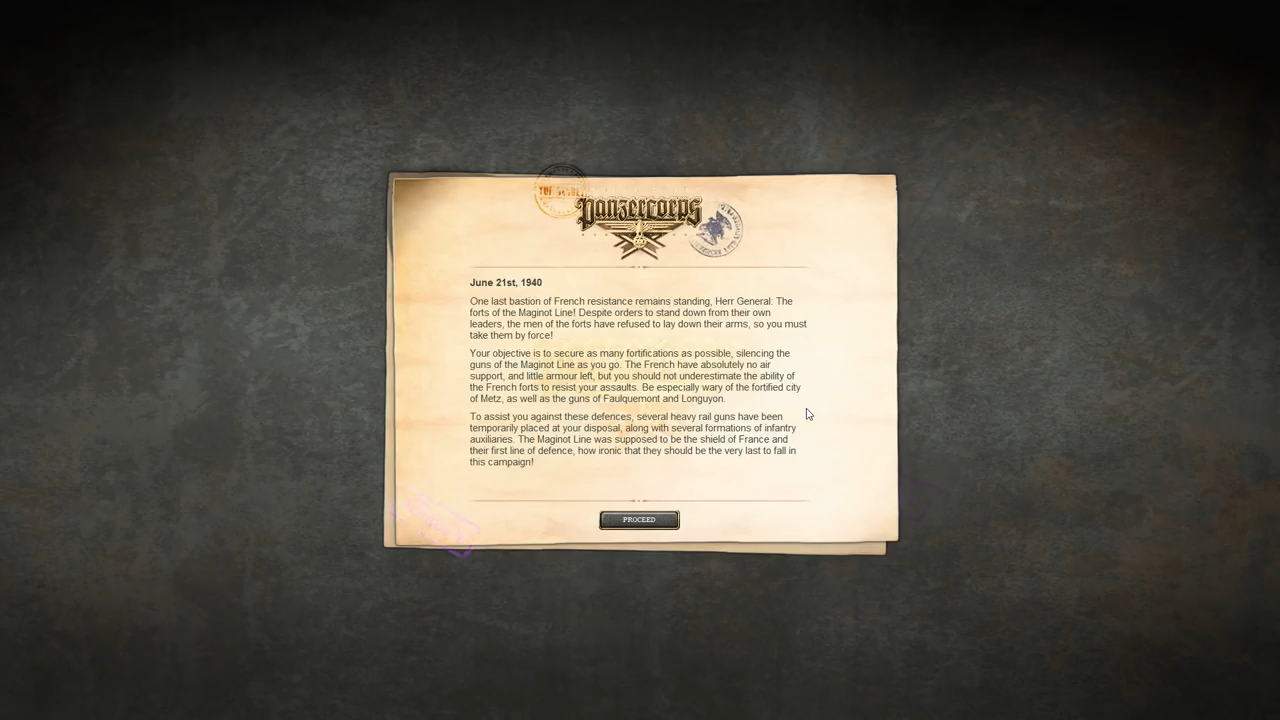 TOP
Panzercorps
June 21st, 1940
One last bastion of French resistance remains standing, Herr General: The
forts of the Maginot Line! Despite orders to stand down from their own
leaders, the men of the forts have refused to lay down their arms, so you must
take them by force!
Your objective is to secure as many fortifications as possible, silencing the
guns of the Maginot Line as you go. The French have absolutely no air
support, and little armour left, but you should not underestimate the ability of
the French forts to resist your assaults. Be especially wary of the fortified city
of Metz, as well as the guns of Faulquemont and Longuyon.
To assist you against these defences, several heavy rail guns have been
temporarily placed at your disposal, along with several formations of infantry
auxiliaries. The Maginot Line was supposed to be the shield of France and
their first line of defence, how ironic that they should be the very last to fall in
this campaign!
PROCEED